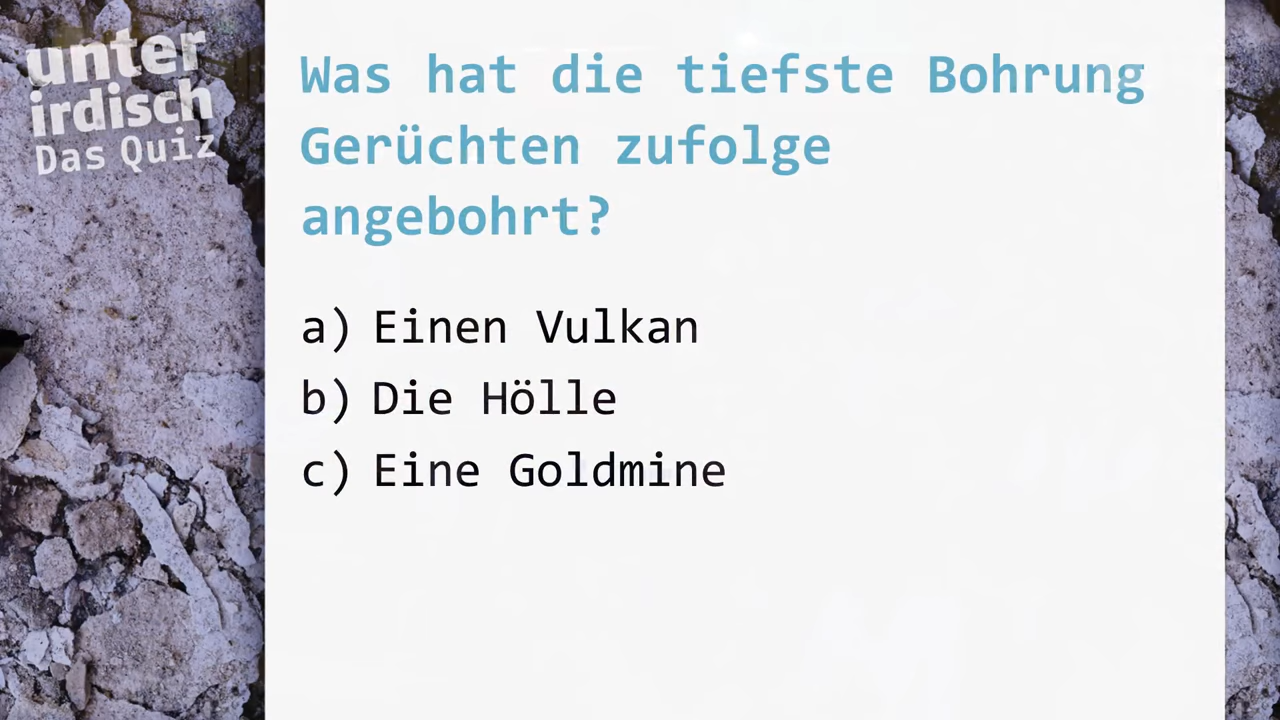 unter
irdisch
Das Quiz
Was hat die tiefste Bohrung
Gerüchten zufolge
angebohrt?
a) Einen Vulkan
b) Die Hölle
c) Eine Goldmine